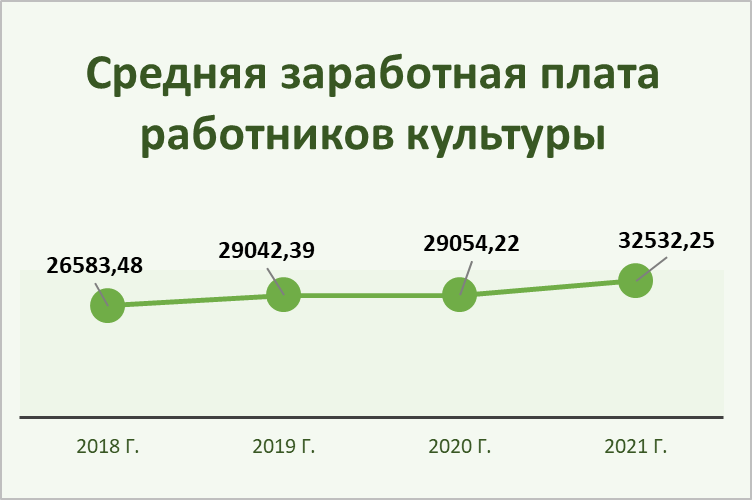 Средняя заработная плата
работников культуры
26583,48
29042,39
29054,22
32532,25
2018 Г.
2019 Г.
2020 Г.
2021 Г.